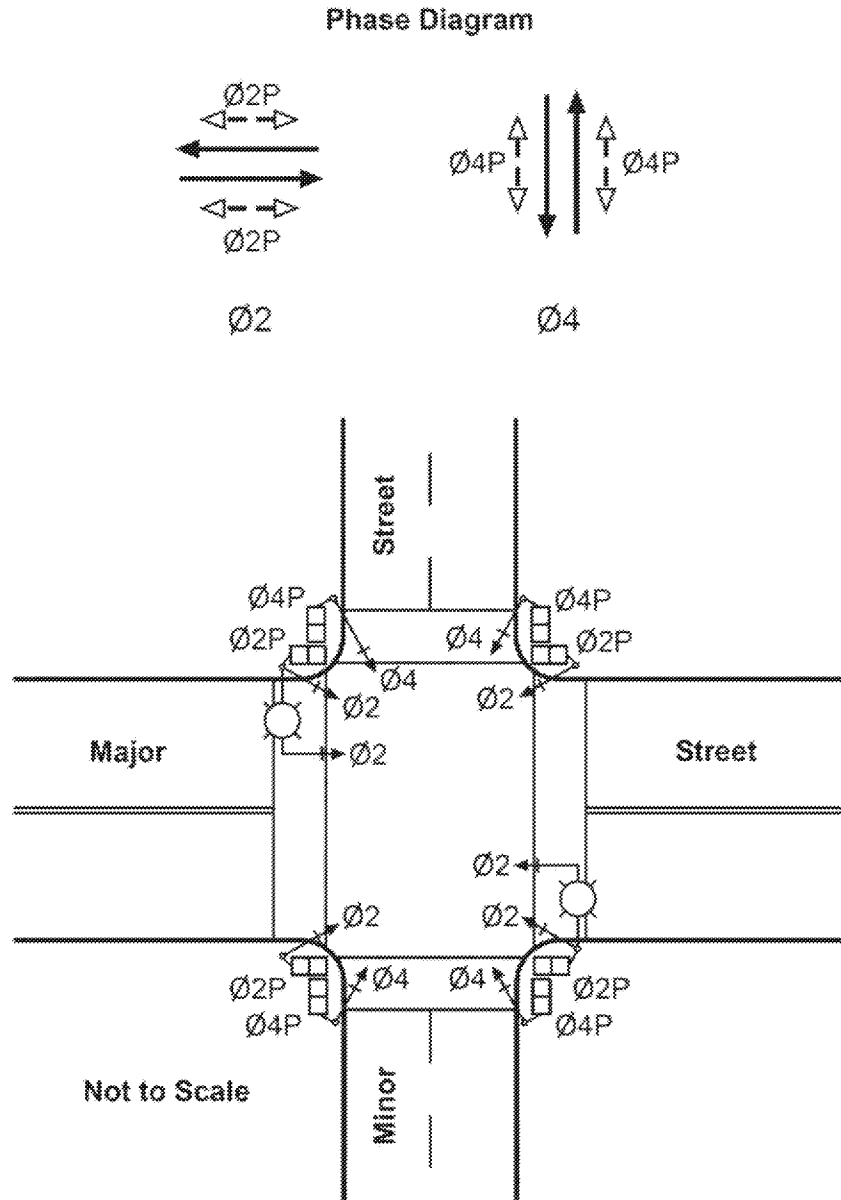 Phase Diagram
Ø2P
Ø4P
Ø4P
Ø2P
Ø2
Ø4
Street
Ø4P
Ø4P
Ø2P
Ø4
Ø2P
Ø4
Ø2
Ø2
Major
Ø2
Street
Ø2
Ø2
Ø2
Ø2P
Ø4
Ø4
Ø2P
Ø4P
Ø4P
Not to Scale
Minor